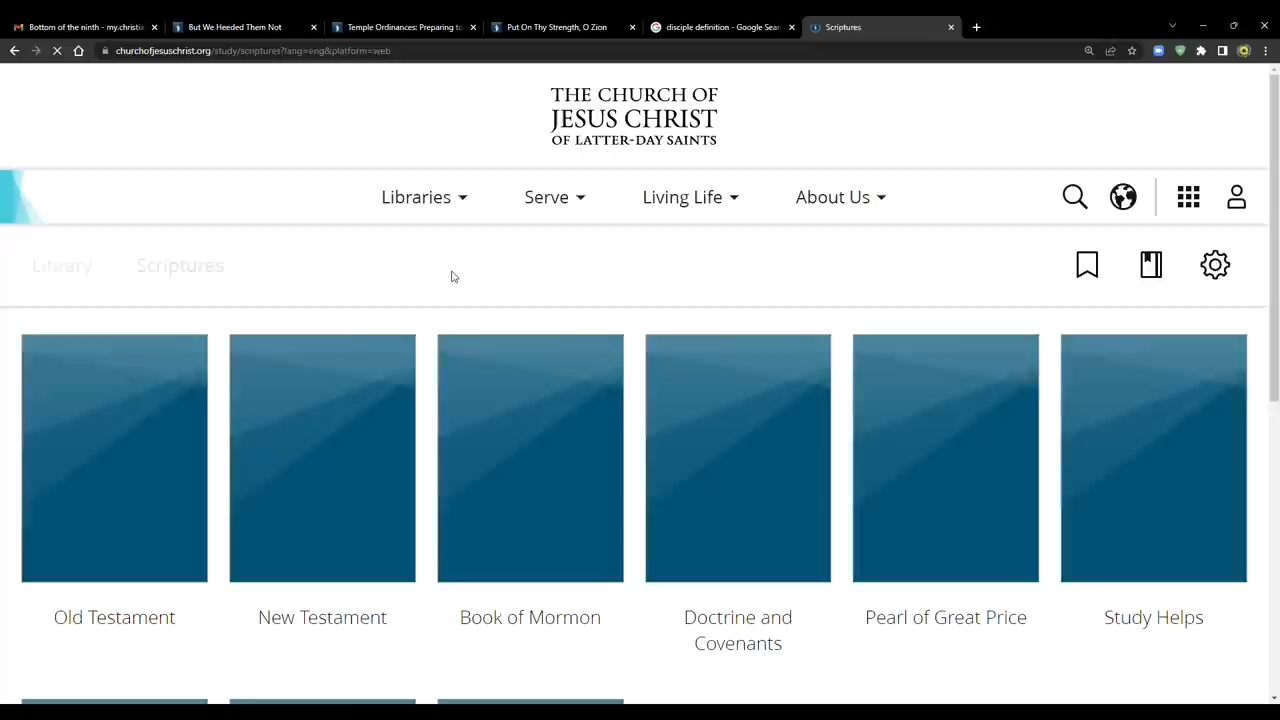 Bottom of the ninth - my.christie
But We Heeded Them Not
Temple Ordinances: Preparing to
Put On Thy Strength, O Zion
disciple definition - Google Sear
Scriptures
churchofjesuschrist.org/study/scriptures?lang=eng&platform=web
THE CHURCH OF
JESUS CHRIST
OF LATTER-DAY SAINTS
Libraries
Serve
Living Life
About Us
Library
Scriptures
Old Testament
New Testament
Book of Mormon
Doctrine and
Covenants
Pearl of Great Price
Study Helps